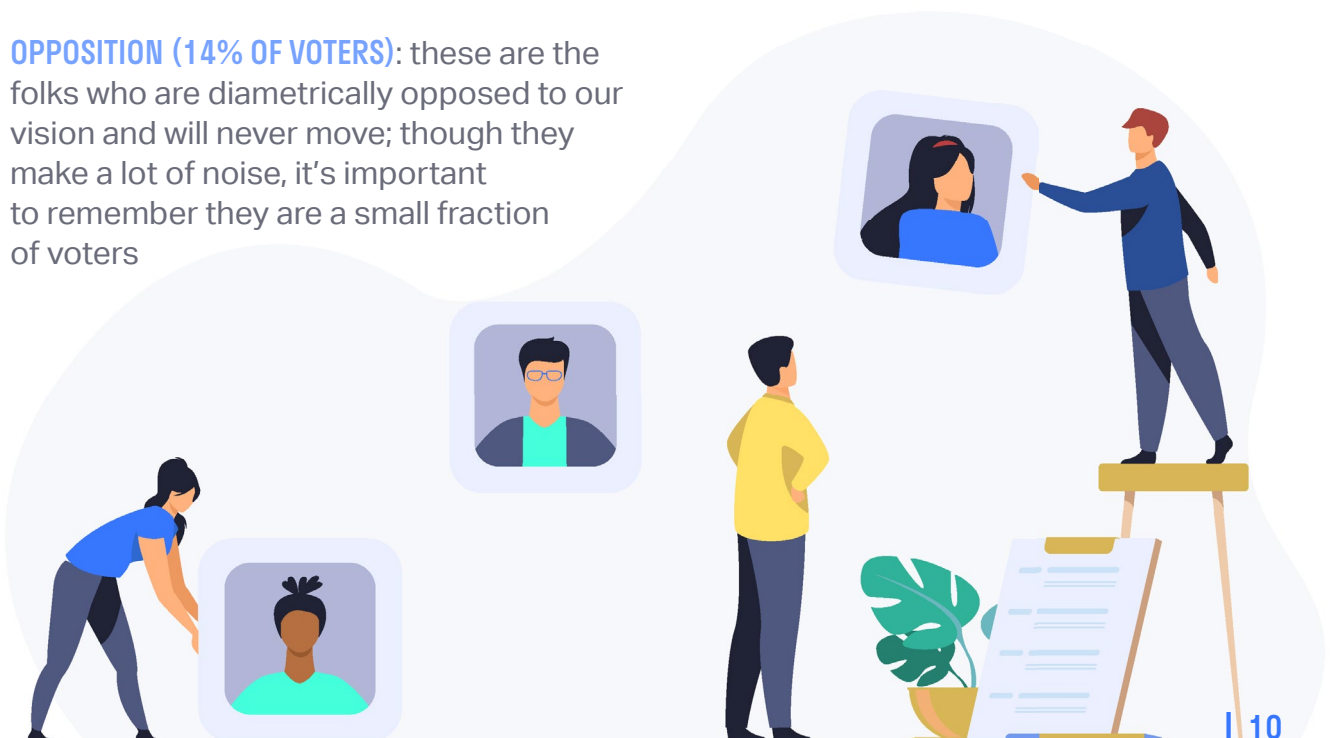 OPPOSITION (14% OF VOTERS): these are the
folks who are diametrically opposed to our
vision and will never move; though they
make a lot of noise, it’s important
to remember they are a small fraction
of voters
| 10